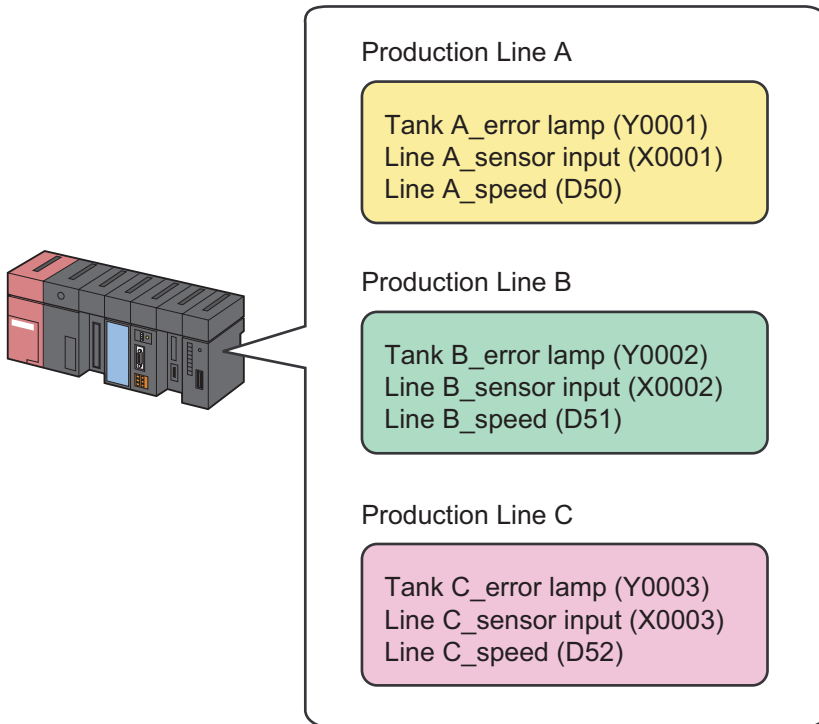 Production Line A
Tank A_error lamp (Y0001)
Line A_sensor input (X0001)
Line A_speed (D50)
Production Line B
Tank B_error lamp (Y0002)
Line B_sensor input (X0002)
Line B_speed (D51)
Production Line C
Tank C_error lamp (Y0003)
Line C_sensor input (X0003)
Line C_speed (D52)